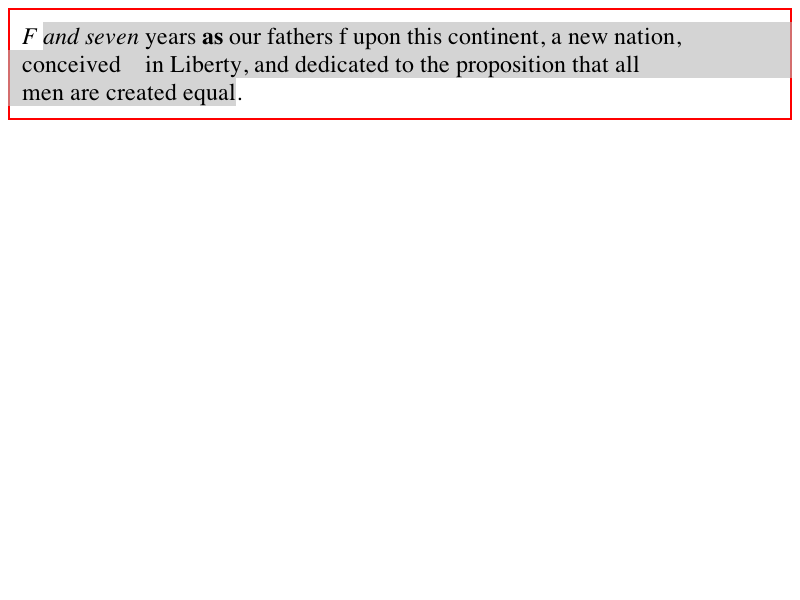 F and seven years as our fathers f upon this continent, a new nation,
conceived    in Liberty, and dedicated to the proposition that all
men are created equal.